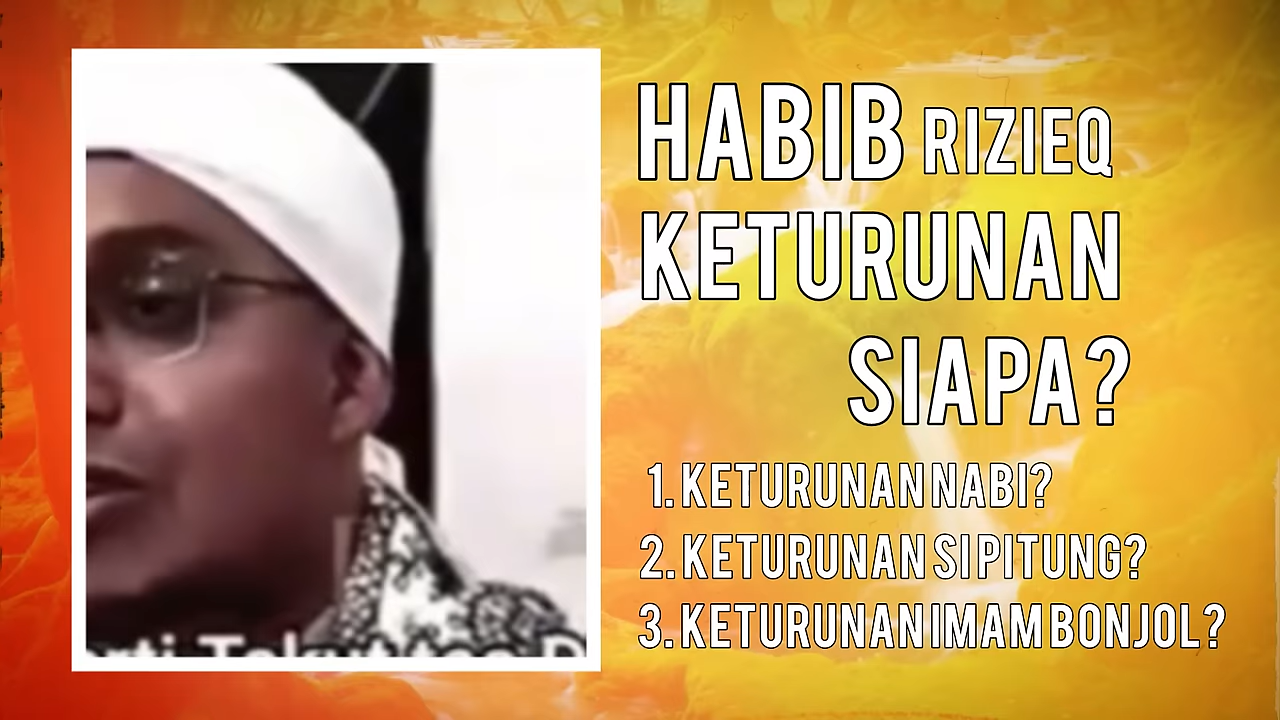 HABIB RIZIEQ
KETURUNAN
SIAPA?
1. KETURUNAN NABI?
2. KETURUNAN SI PITUNG?
3. KETURUNAN IMAM BONJOL?